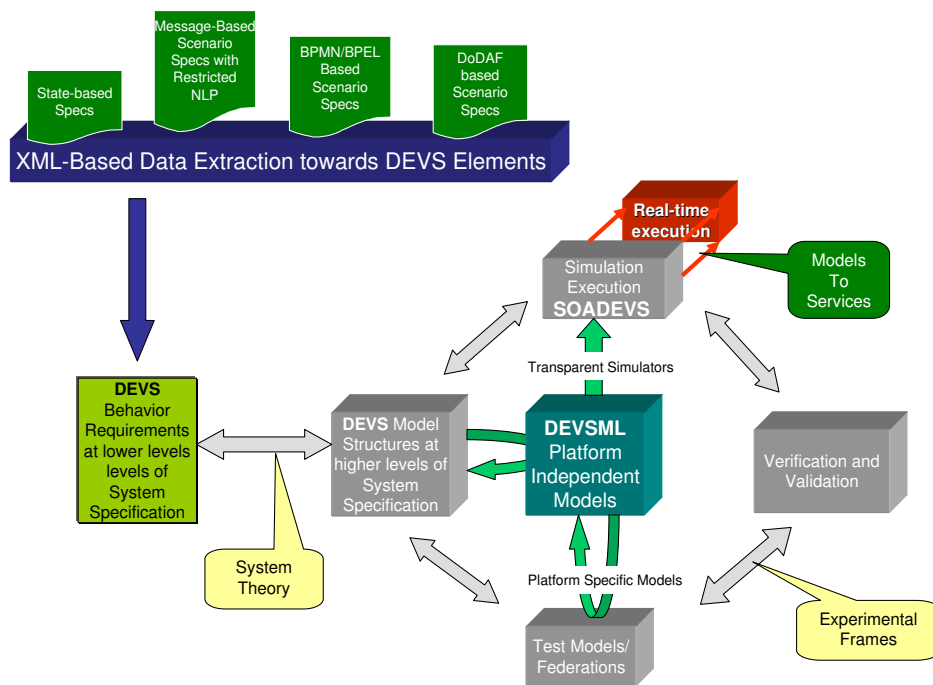 State-based
Specs
Message-Based
Scenario
Specs with
Restricted
NLP
BPMN/BPEL
Based
Scenario
Specs
DoDAF
based
Scenario
Specs
XML-Based Data Extraction towards DEVS Elements
Real-time
execution
Simulation
Execution
SOADEVS
Models
To
Services
Transparent Simulators
DEVS
Behavior
Requirements
at lower levels
levels of
System
Specification
DEVS Model
Structures at
higher levels of
System
Specification
DEVSML
Platform
Independent
Models
Verification and
Validation
System
Theory
Platform Specific Models
Experimental
Frames
Test Models/
Federations